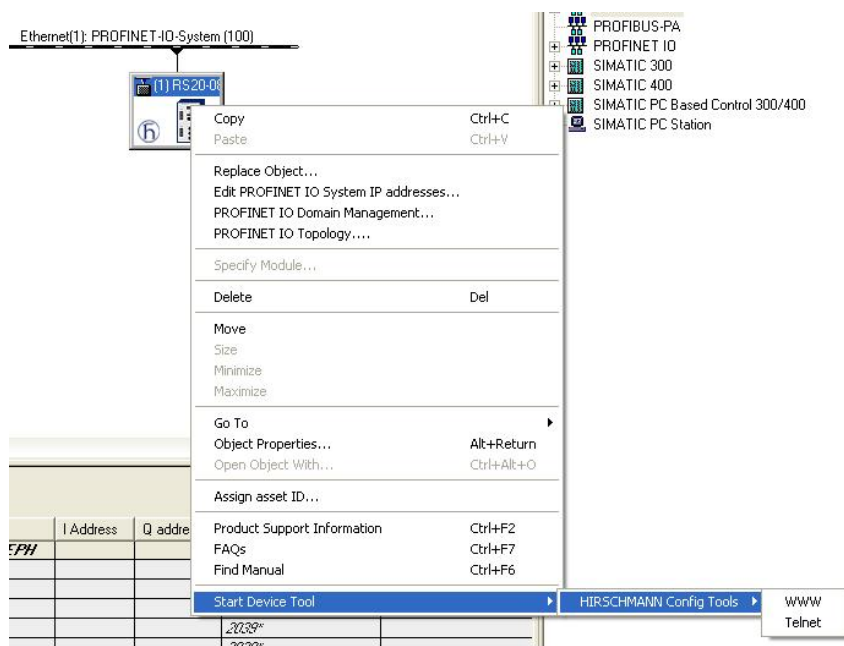 Ethernet(1): PROFINET-IO-System (100)
(1) RS20-08
PROFIBUS-PA
PROFINET IO
SIMATIC 300
SIMATIC 400
SIMATIC PC Based Control 300/400
SIMATIC PC Station
Copy Ctrl+C
Paste Ctrl+V
Replace Object...
Edit PROFINET IO System IP addresses...
PROFINET IO Domain Management...
PROFINET IO Topology....
Specify Module...
Delete Del
Move
Size
Minimize
Maximize
Go To
Object Properties... Alt+Return
Open Object With... Ctrl+Alt+O
Assign asset ID...
I Address Q addre
Product Support Information Ctrl+F2
FAQs Ctrl+F7
Find Manual Ctrl+F6
Start Device Tool HIRSCHMANN Config Tools WWW
Telnet
2039*